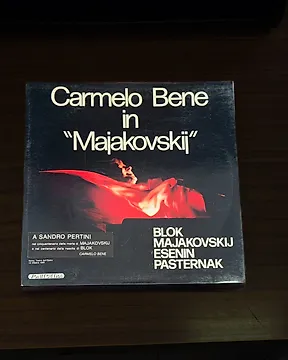 Carmelo Bene
in
"Majakovskij"
BLOK
MAJAKOVSKIJ
ESENIN
PASTERNAK
A SANDRO PERTINI
nel cinquantenario della morte di MAJAKOVSKIJ
e nel centenario della nascita di BLOK
CARMELO BENE